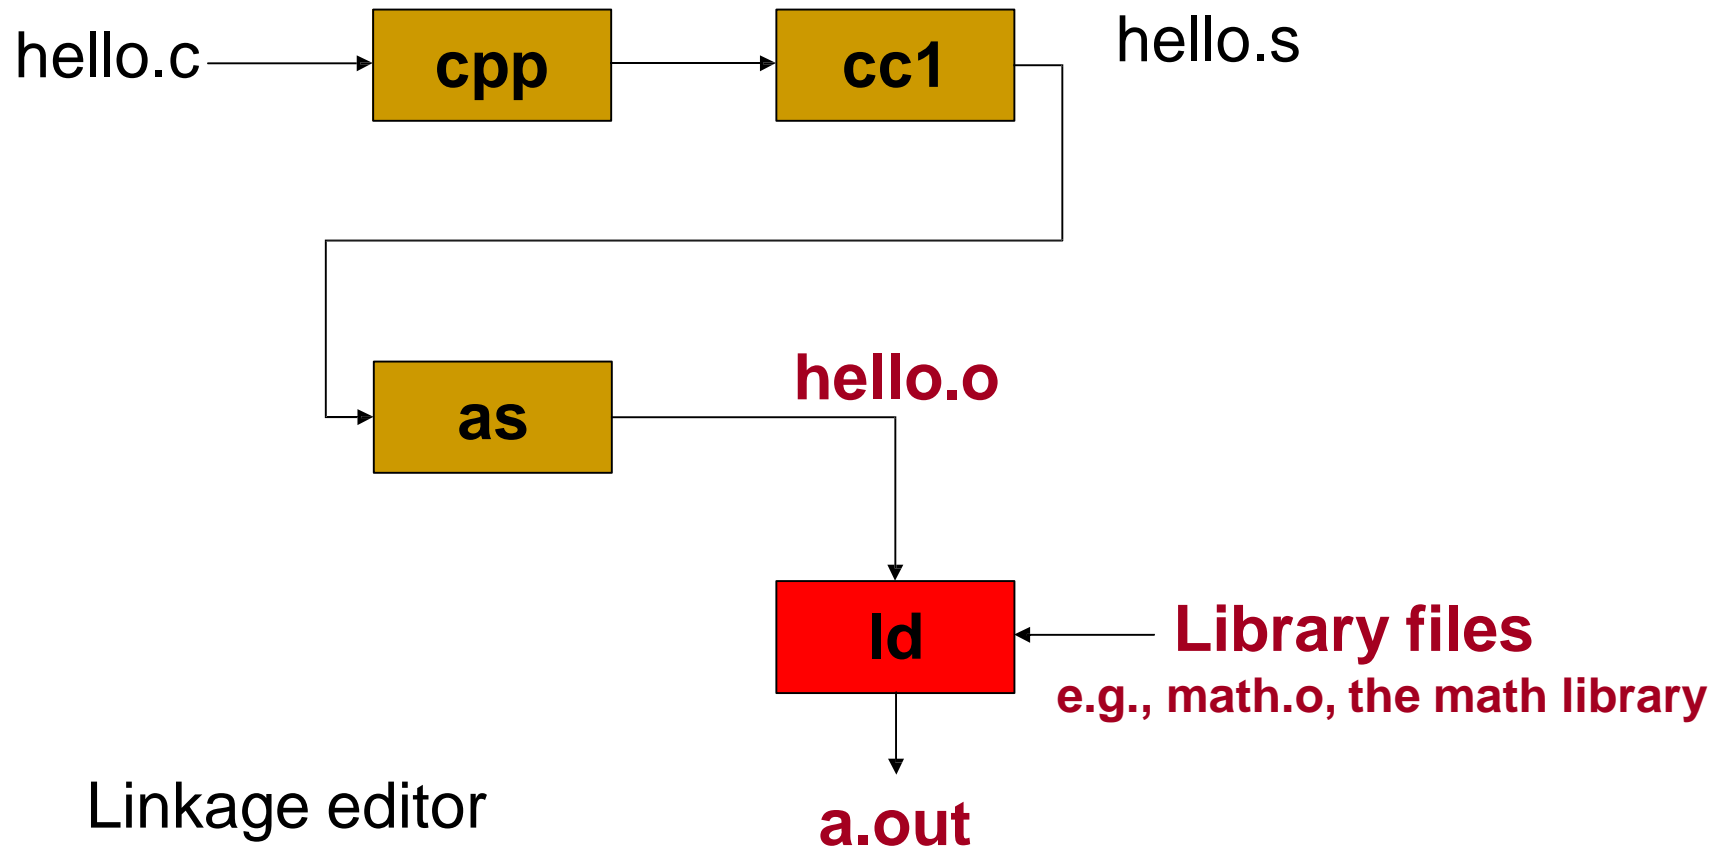 hello.c
cpp
cc1
hello.s
as
hello.o
ld
Library files
e.g., math.o, the math library
Linkage editor
a.out